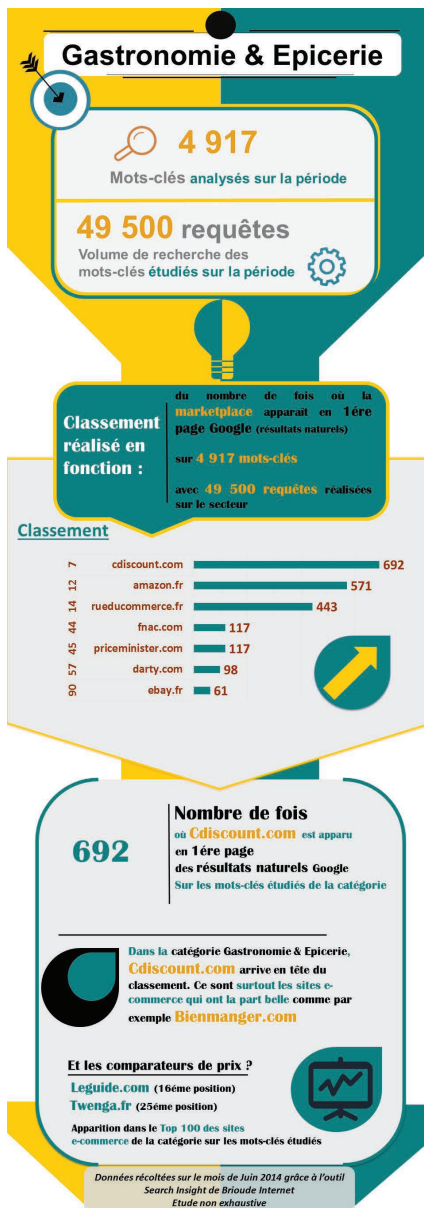 Gastronomie & Epicerie
4 917
Mots-clés analysés sur la période
49 500 requêtes
Volume de recherche des
mots-clés étudiés sur la période
Classement
réalisé en
fonction :
du nombre de fois où la
marketplace apparaît en 1ére
page Google (résultats naturels)
sur 4 917 mots-clés
avec 49 500 requêtes réalisées
sur le secteur
Classement
7 cdiscount.com 692
12 amazon.fr 571
14 rueducommerce.fr 443
44 fnac.com 117
45 priceminister.com 117
57 darty.com 98
90 ebay.fr 61
692
Nombre de fois
où Cdiscount.com est apparu
en 1ére page
des résultats naturels Google
Sur les mots-clés étudiés de la catégorie
Dans la catégorie Gastronomie & Epicerie,
Cdiscount.com arrive en tête du
classement. Ce sont surtout les sites e-
commerce qui ont la part belle comme par
exemple Bienmanger.com
Et les comparateurs de prix ?
Leguide.com (16éme position)
Twenga.fr (25éme position)
Apparition dans le Top 100 des sites
e-commerce de la catégorie sur les mots-clés étudiés
Données récoltées sur le mois de Juin 2014 grâce à l'outil
Search Insight de Brioude Internet
Etude non exhaustive